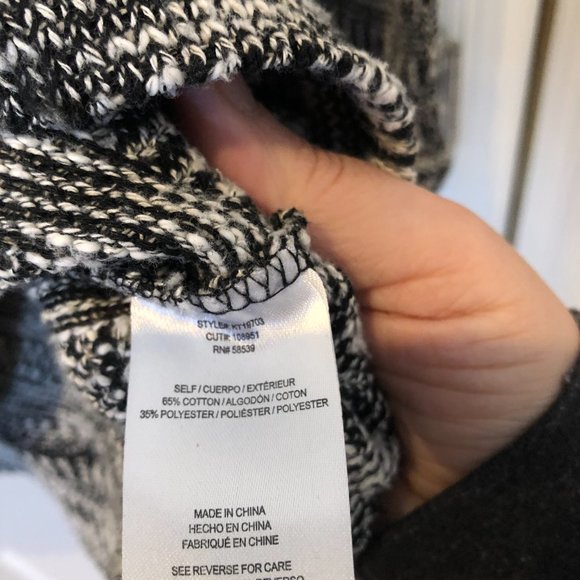 STYLE#: KT19703
CUT#: 108951
RN# 58539
SELF / CUERPO / EXTÉRIEUR
65% COTTON / ALGODÓN / COTON
35% POLYESTER / POLIÉSTER / POLYESTER
MADE IN CHINA
HECHO EN CHINA
FABRIQUÉ EN CHINE
SEE REVERSE FOR CARE
REVERSO